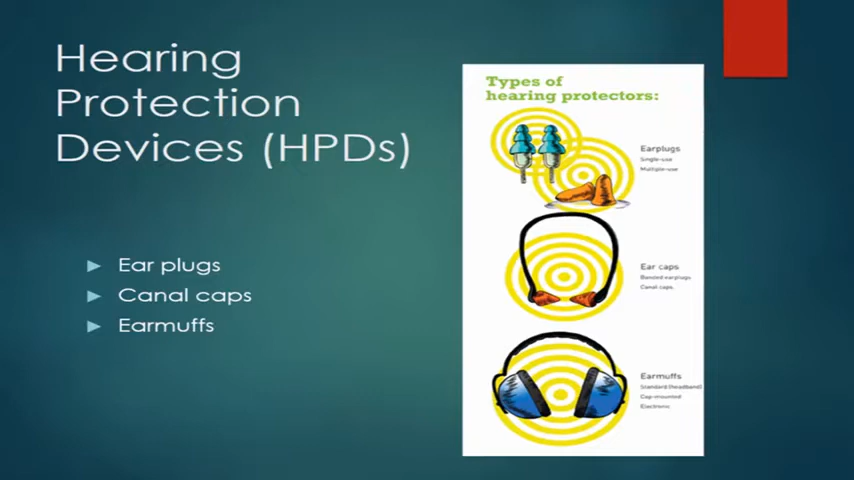 Hearing
Protection
Devices (HPDs)
Ear plugs
Canal caps
Earmuffs
Types of
hearing protectors:
Earplugs
Single-use
Multiple-use
Ear caps
Banded earplugs
Canal caps
Earmuffs
Standard (headband)
Cap-mounted
Electronic